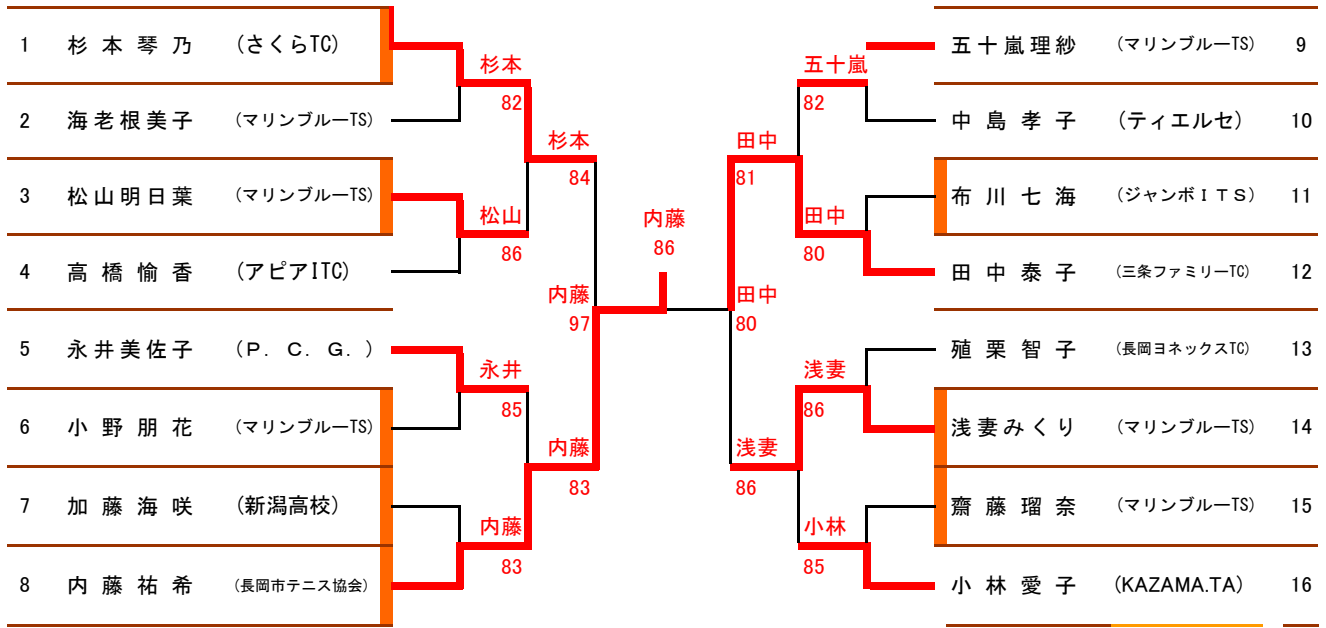 1 杉本琴乃 (さくらTC)
2 海老根美子 (マリンブルーTS)
3 松山明日葉 (マリンブルーTS)
4 高橋愉香 (アピアITC)
5 永井美佐子 (P.C.G.)
6 小野朋花 (マリンブルーTS)
7 加藤海咲 (新潟高校)
8 内藤祐希 (長岡市テニス協会)
杉本
82
松山
86
永井
85
内藤
83
杉本
84
内藤
83
内藤
97
内藤
86
田中
80
田中
81
浅妻
86
五十嵐
82
田中
80
浅妻
86
小林
85
五十嵐理紗 (マリンブルーTS) 9
中島孝子 (ティエルセ) 10
布川七海 (ジャンボITS) 11
田中泰子 (三条ファミリーTC) 12
殖栗智子 (長岡ヨネックスTC) 13
浅妻みくり (マリンブルーTS) 14
齋藤瑠奈 (マリンブルーTS) 15
小林愛子 (KAZAMA.TA) 16